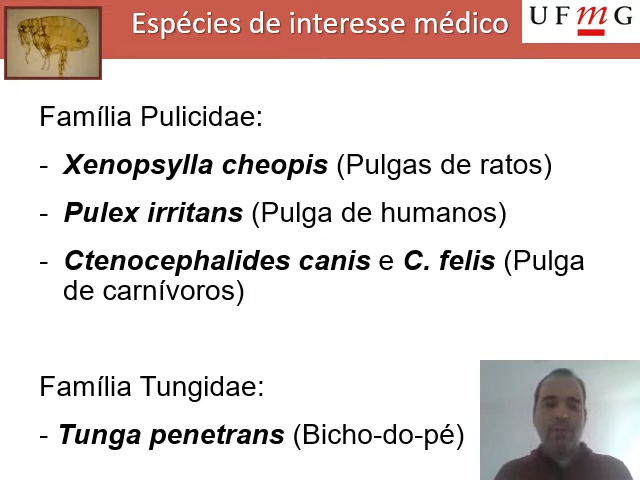 Espécies de interesse médico
UFmG
Família Pulicidae:
- Xenopsylla cheopis (Pulgas de ratos)
- Pulex irritans (Pulga de humanos)
- Ctenocephalides canis e C. felis (Pulga
de carnívoros)
Família Tungidae:
- Tunga penetrans (Bicho-do-pé)